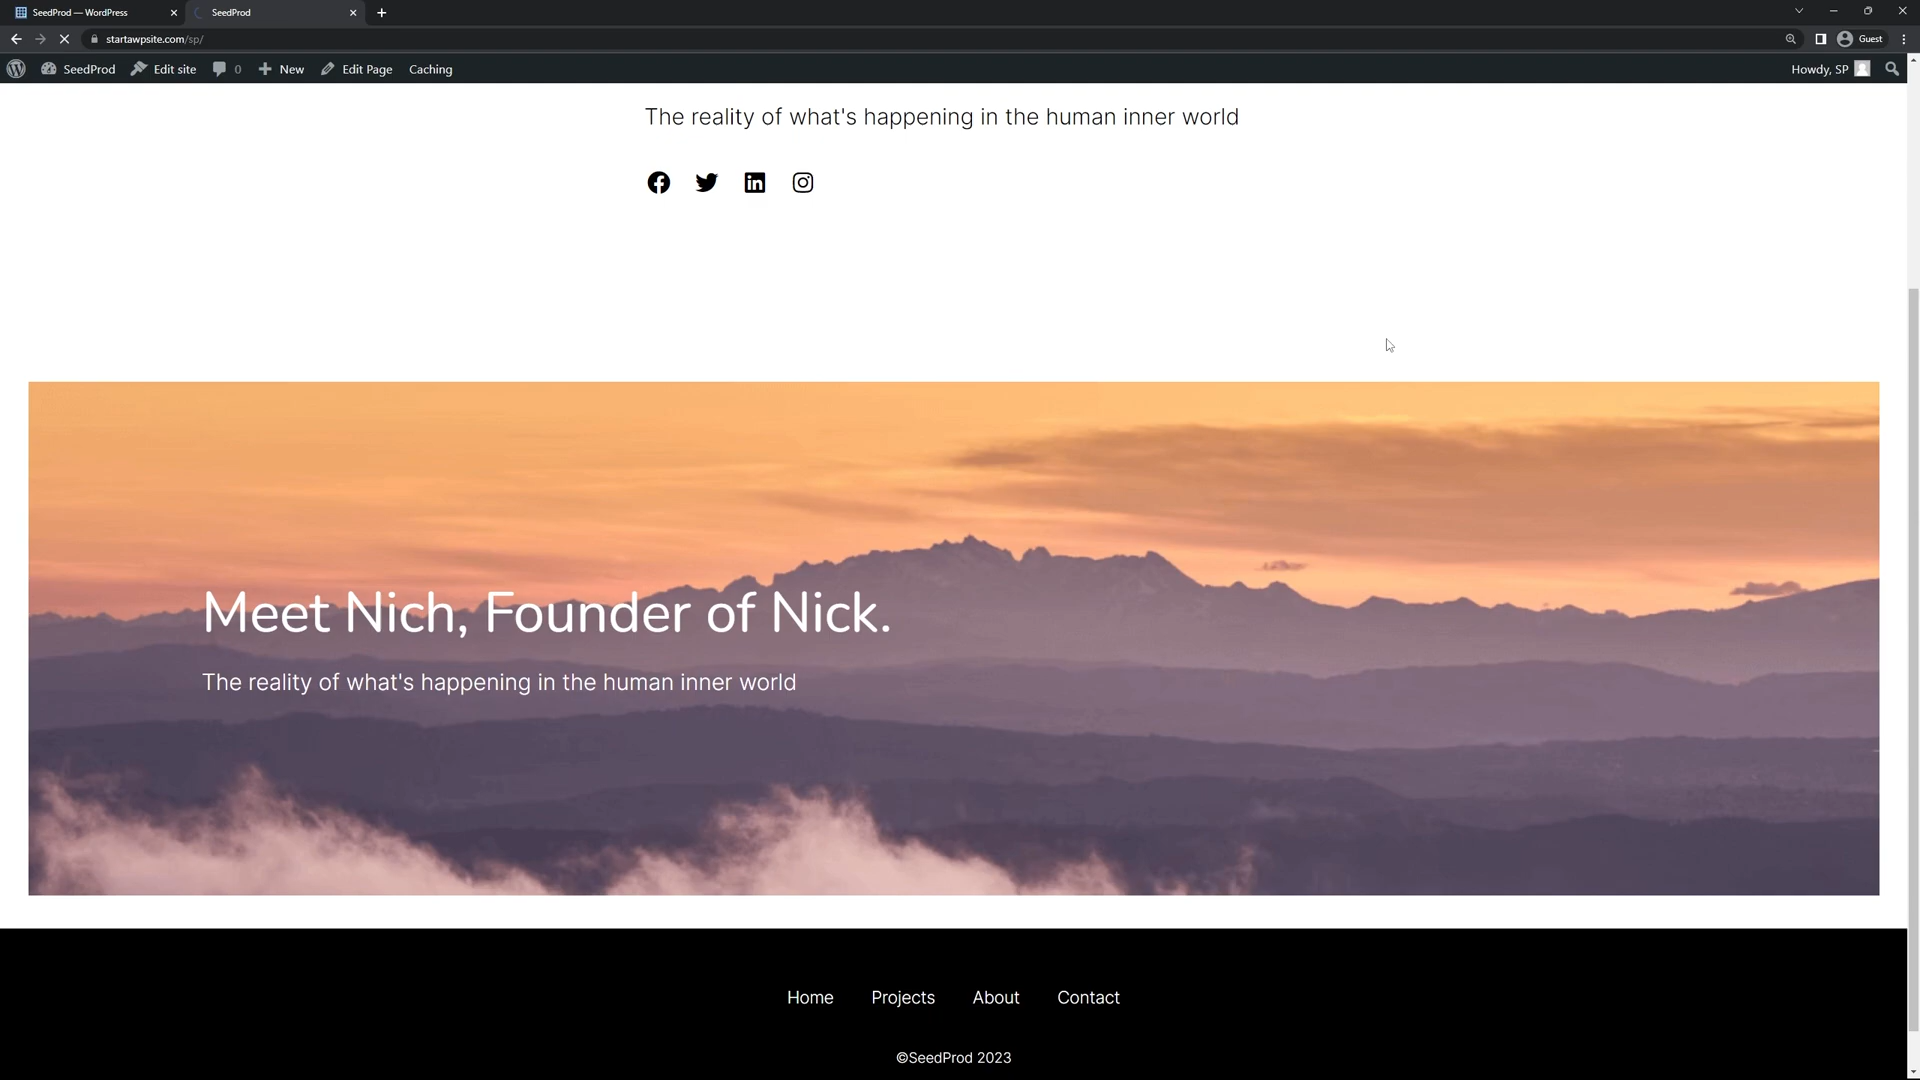 SeedProd — WordPress
SeedProd
startawpsite.com/sp/
Guest
SeedProd
Edit site
0
New
Edit Page
Caching
Howdy, SP
The reality of what's happening in the human inner world
Meet Nich, Founder of Nick.
The reality of what's happening in the human inner world
Home Projects About Contact
©SeedProd 2023